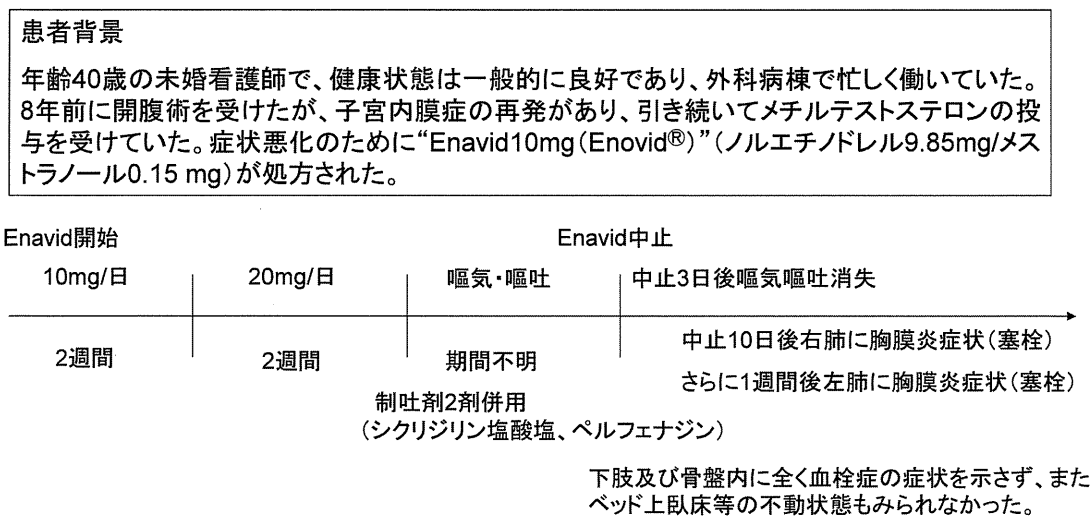 患者背景
年齢40歳の未婚看護師で、健康状態は一般的に良好であり、外科病棟で忙しく働いていた。
8年前に開腹術を受けたが、子宮内膜症の再発があり、引き続いてメチルテストステロンの投
与を受けていた。症状悪化のために“Enavid10mg(Enovid®)”(ノルエチノドレル9.85mg/メス
トラノール0.15 mg)が処方された。
Enavid開始
Enavid中止
10mg/日
20mg/日
嘔気・嘔吐
中止3日後嘔気嘔吐消失
2週間
2週間
期間不明
中止10日後右肺に胸膜炎症状(塞栓)
さらに1週間後左肺に胸膜炎症状(塞栓)
制吐剤2剤併用
(シクリジリン塩酸塩、ペルフェナジン)
下肢及び骨盤内に全く血栓症の症状を示さず、また
ベッド上臥床等の不動状態もみられなかった。